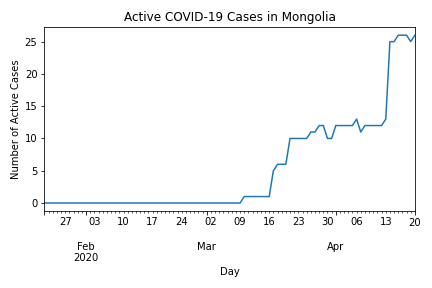 Active COVID-19 Cases in Mongolia
Number of Active Cases
25
20
15
10
5
0
27 03 10 17 24 02 09 16 23 30 06 13 20
Feb Mar Apr
2020
Day